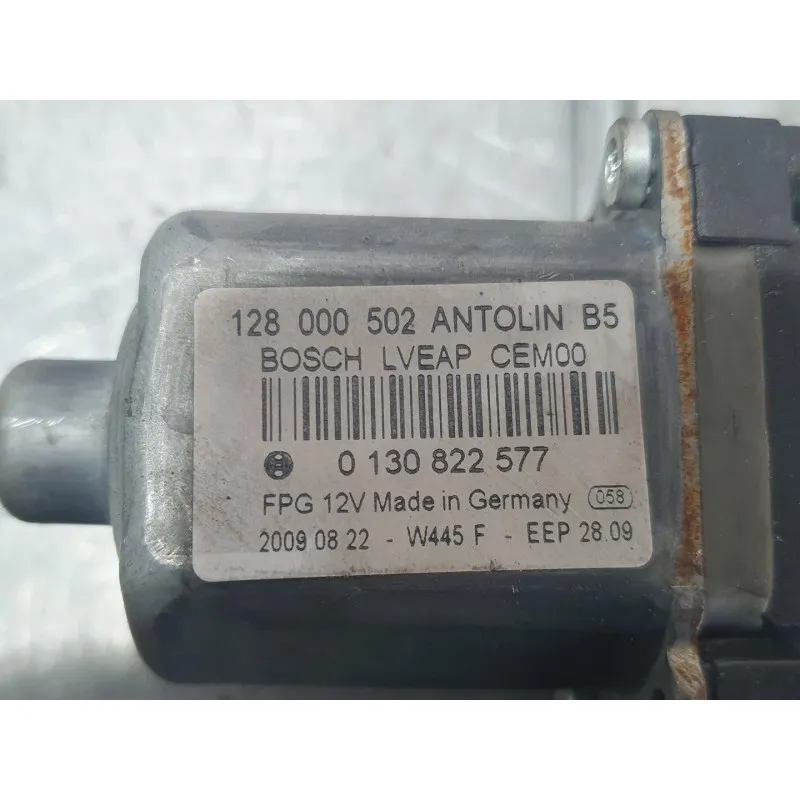 128 000 502 ANTOLIN B5
BOSCH LVEAP CEM00
0 130 822 577
FPG 12V Made in Germany 058
2009 08 22 - W445 F - EEP 28.09